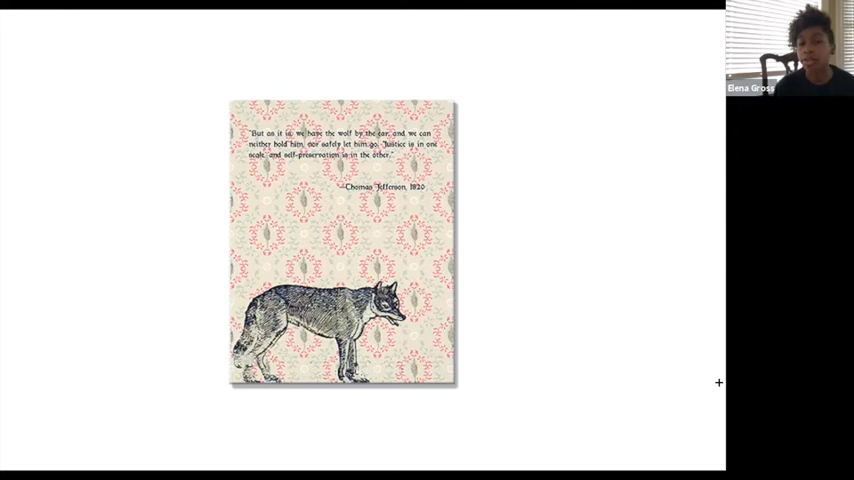 "But as it is, we have the wolf by the ear, and we can
neither hold him, nor safely let him go. Justice is in one
scale, and self-preservation is in the other."
—Thomas Jefferson, 1820
Elena Gross